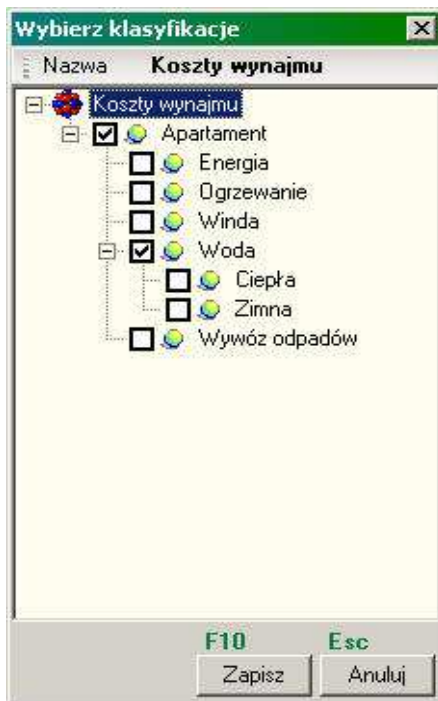 Wybierz klasyfikacje
Nazwa Koszty wynajmu
Koszty wynajmu
Apartament
Energia
Ogrzewanie
Winda
Woda
Ciepła
Zimna
Wywóz odpadów
F10 Esc
Zapisz Anuluj